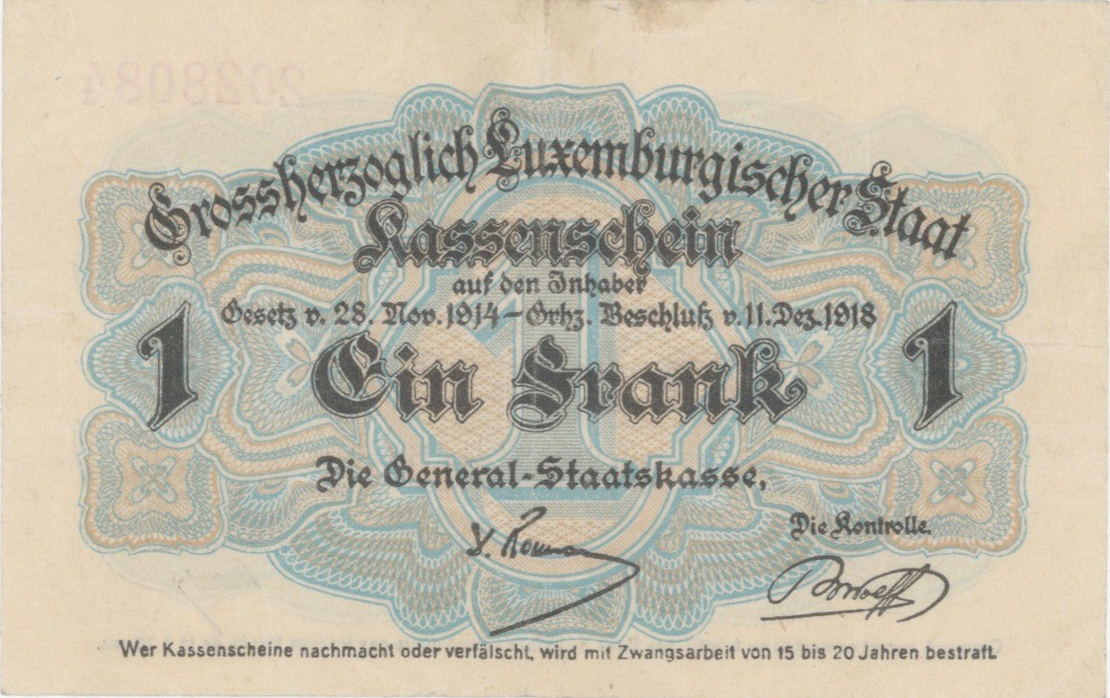 2028084
Grossherzoglich Luxemburgischer Staat
Kassenschein
auf den Inhaber
Gesetz v. 28. Nov. 1914 – Grhz. Beschluß v. 11. Dez. 1918
1 Ein Frank 1
Die General-Staatskasse,
Die Kontrolle.
Wer Kassenscheine nachmacht oder verfälscht, wird mit Zwangsarbeit von 15 bis 20 Jahren bestraft.